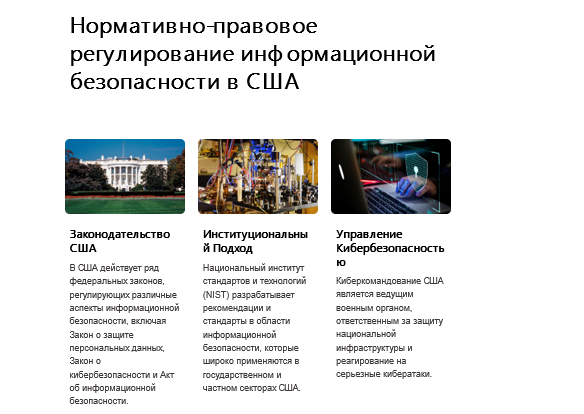 Нормативно-правовое
регулирование информационной
безопасности в США
Законодательство
США
В США действует ряд
федеральных законов,
регулирующих различные
аспекты информационной
безопасности, включая
Закон о защите
персональных данных,
Закон о
кибербезопасности и Акт
об информационной
безопасности.
Институциональны
й Подход
Национальный институт
стандартов и технологий
(NIST) разрабатывает
рекомендации и
стандарты в области
информационной
безопасности, которые
широко применяются в
государственном и
частном секторах США.
Управление
Кибербезопасность
ю
Киберкомандование США
является ведущим
военным органом,
ответственным за защиту
национальной
инфраструктуры и
реагирование на
серьезные кибератаки.